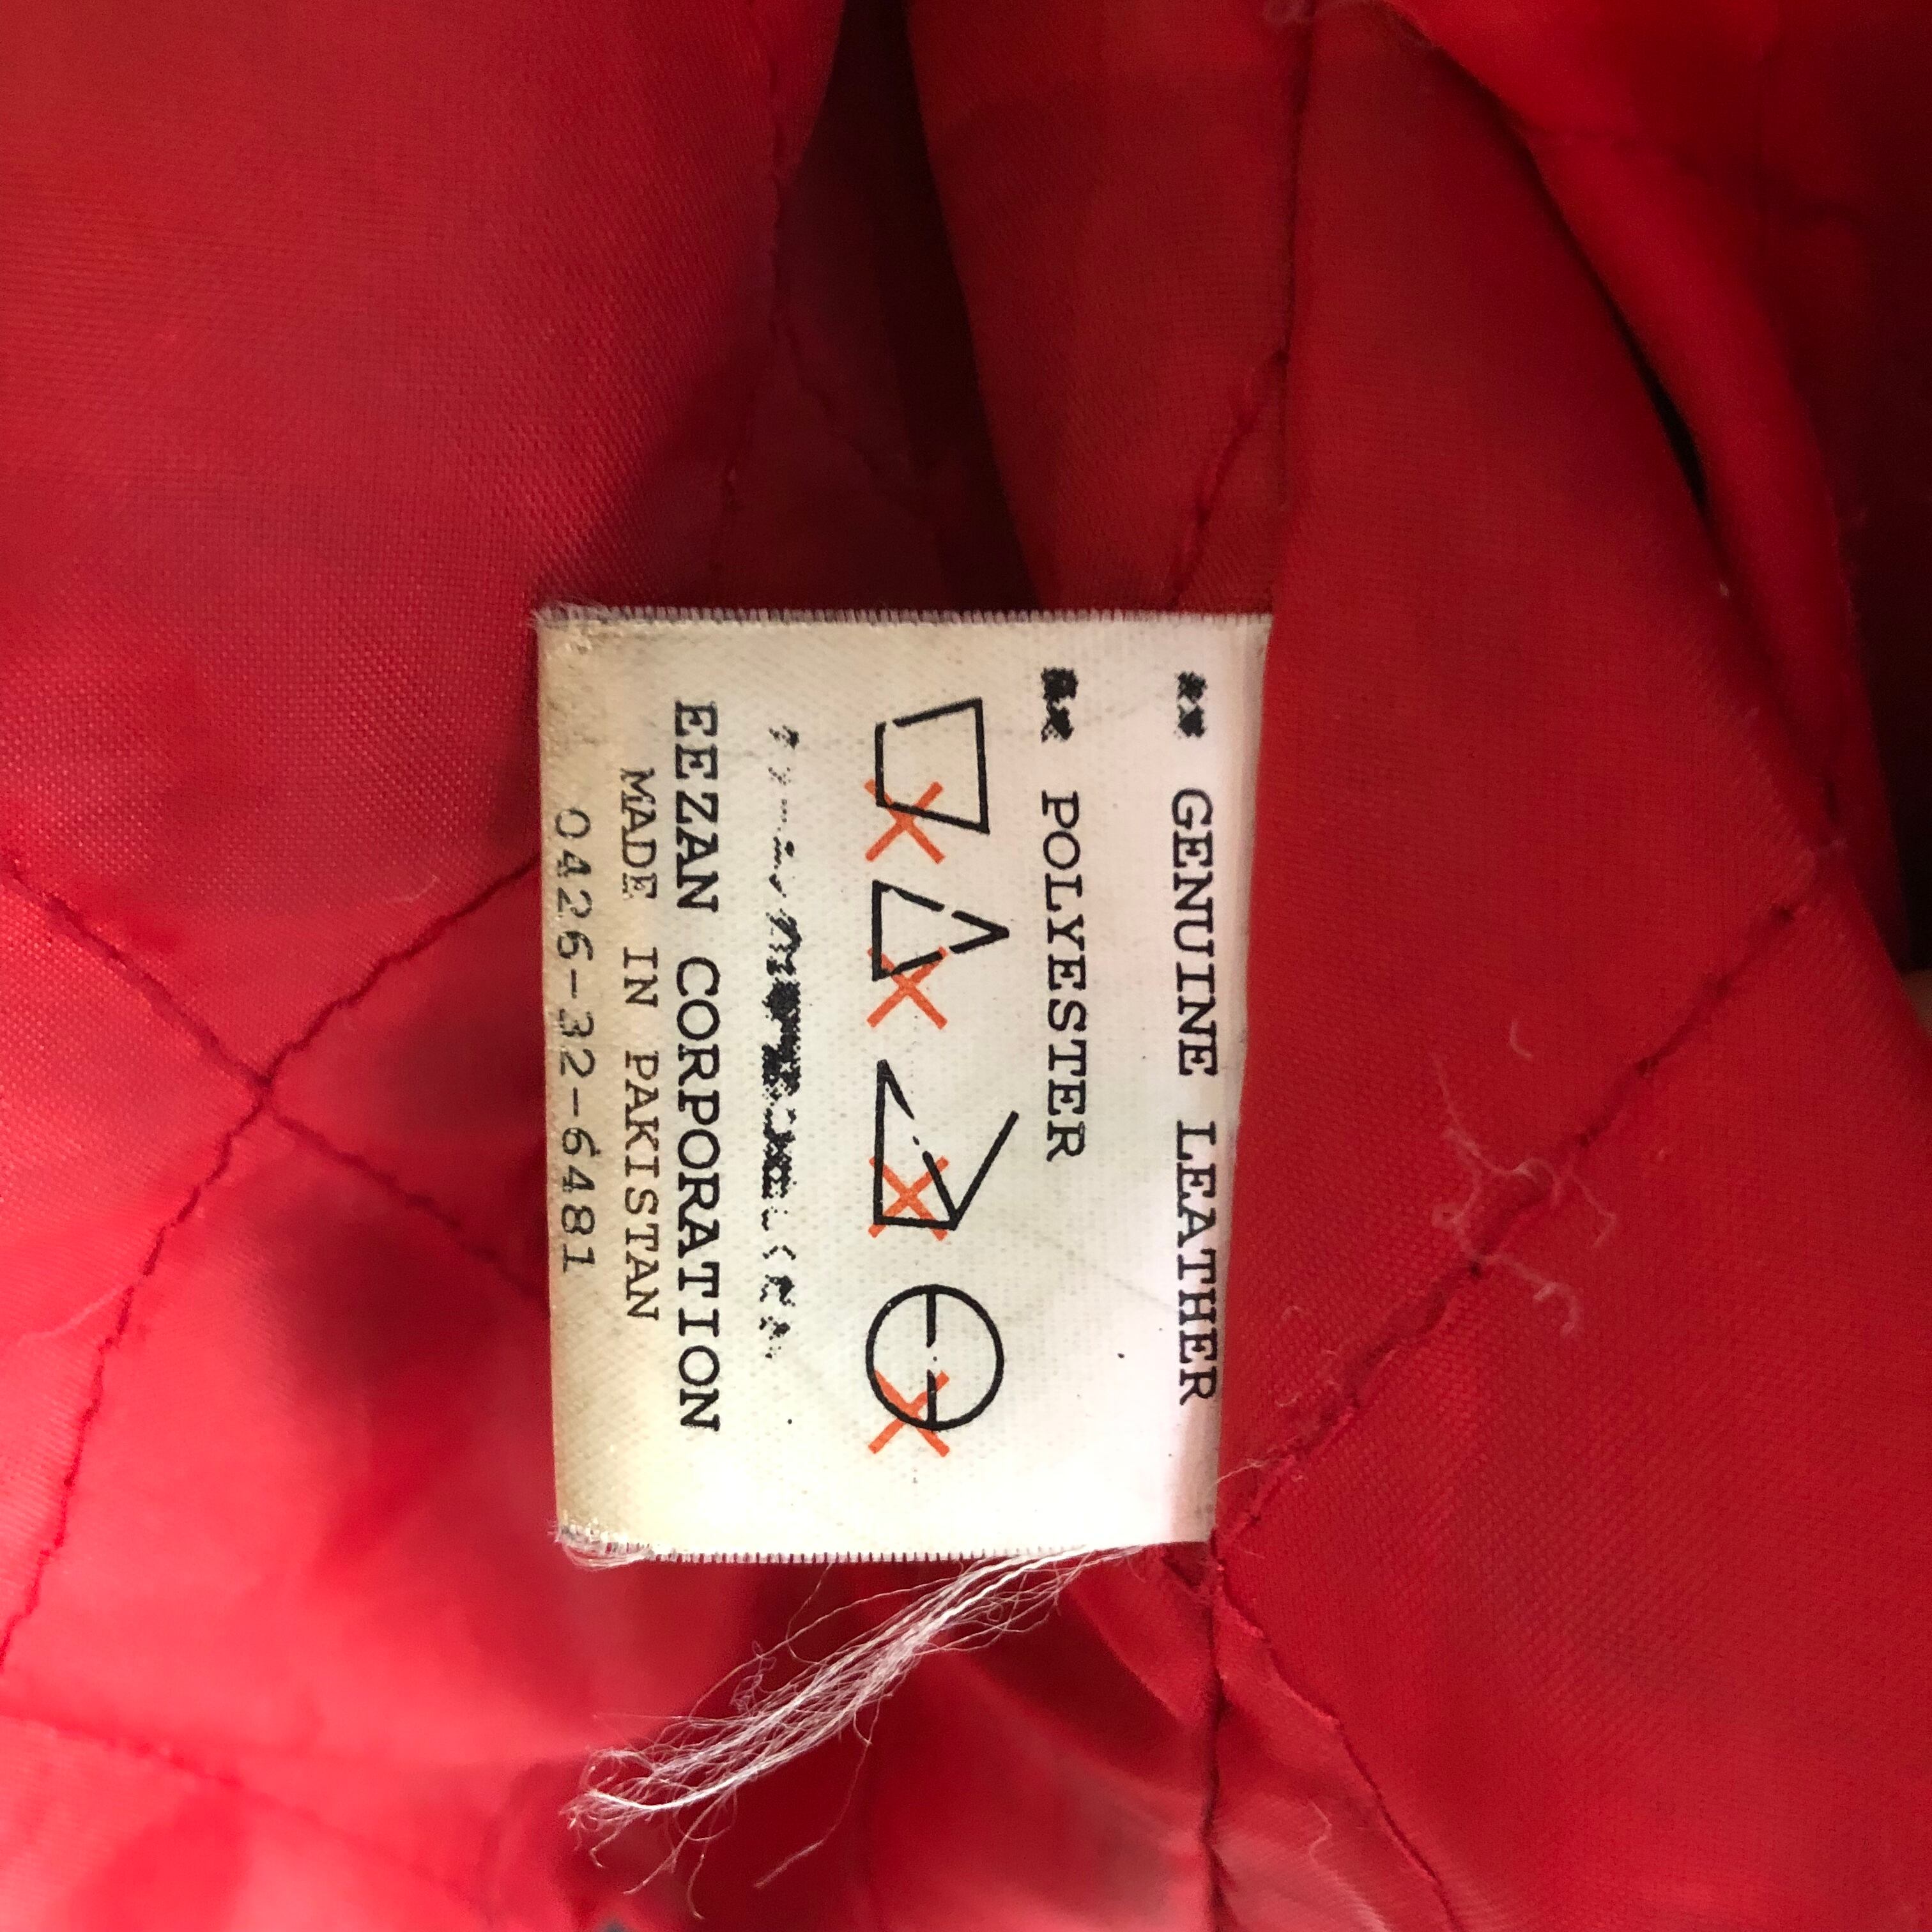 ** GENUINE LEATHER
POLYESTER
EEZAN CORPORATION
MADE IN PAKISTAN
0426-32-6481